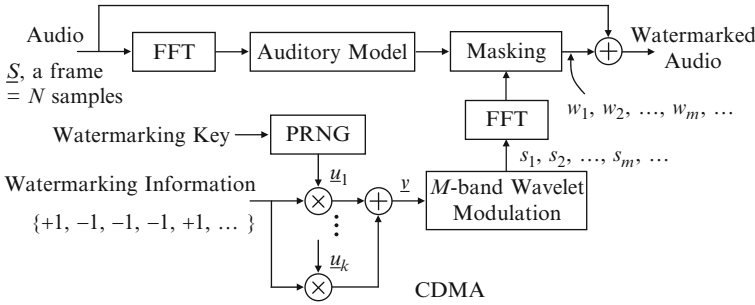 Audio
S, a frame
= N samples
FFT
Auditory Model
Masking
Watermarked
Audio
w1, w2, ..., wm, ...
FFT
s1, s2, ..., sm, ...
Watermarking Key
PRNG
Watermarking Information
{+1, −1, −1, −1, +1, ... }
u1
v
M-band Wavelet
Modulation
uk
CDMA